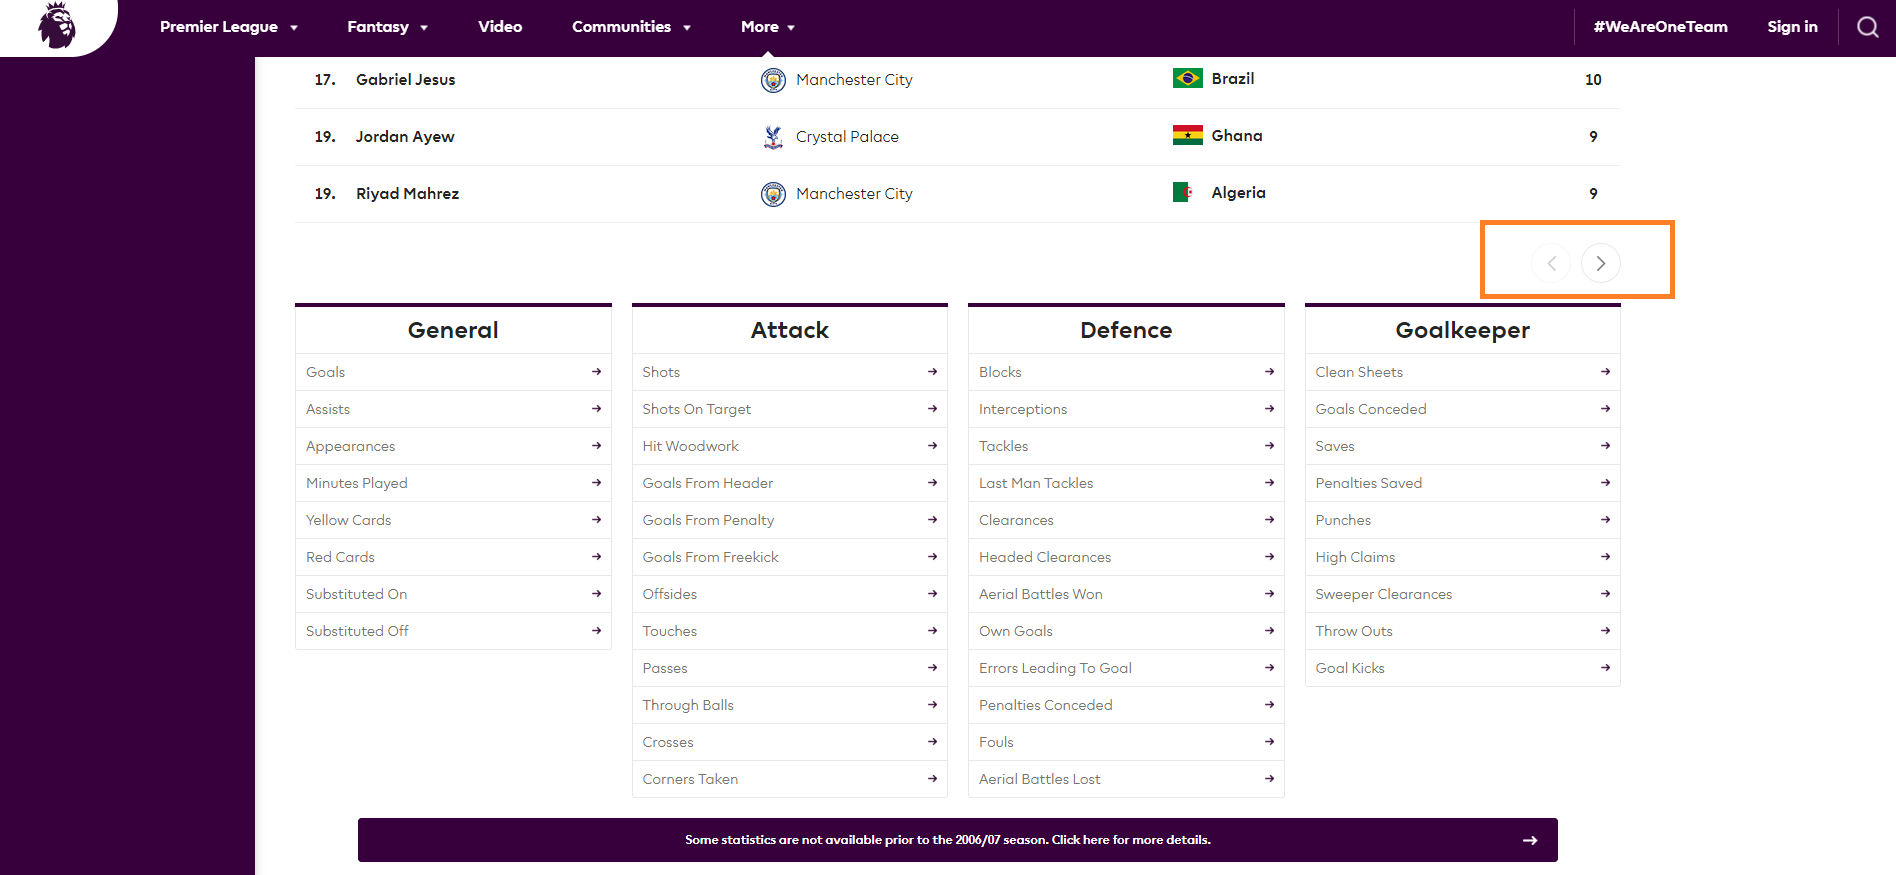 Premier League Fantasy Video Communities More #WeAreOneTeam Sign in
17. Gabriel Jesus Manchester City Brazil 10
19. Jordan Ayew Crystal Palace Ghana 9
19. Riyad Mahrez Manchester City Algeria 9
General
Goals
Assists
Appearances
Minutes Played
Yellow Cards
Red Cards
Substituted On
Substituted Off
Attack
Shots
Shots On Target
Hit Woodwork
Goals From Header
Goals From Penalty
Goals From Freekick
Offsides
Touches
Passes
Through Balls
Crosses
Corners Taken
Defence
Blocks
Interceptions
Tackles
Last Man Tackles
Clearances
Headed Clearances
Aerial Battles Won
Own Goals
Errors Leading To Goal
Penalties Conceded
Fouls
Aerial Battles Lost
Goalkeeper
Clean Sheets
Goals Conceded
Saves
Penalties Saved
Punches
High Claims
Sweeper Clearances
Throw Outs
Goal Kicks
Some statistics are not available prior to the 2006/07 season. Click here for more details.